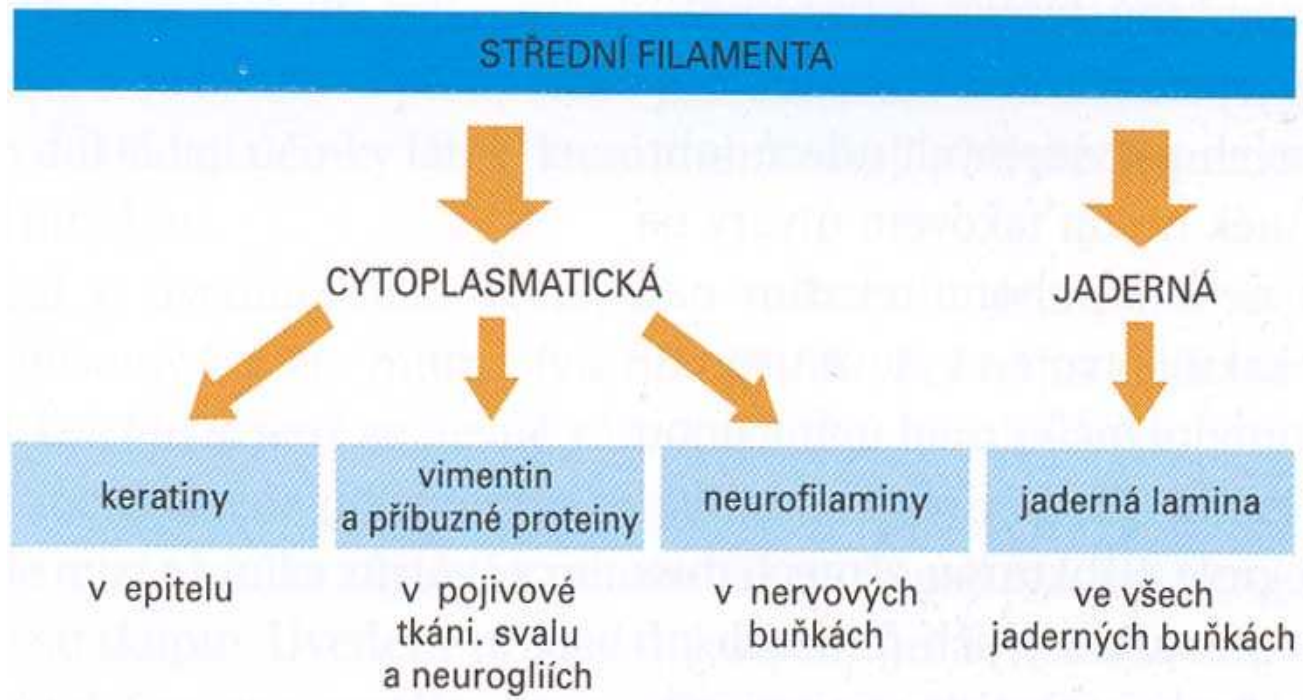 STŘEDNÍ FILAMENTA
CYTOPLASMATICKÁ
JADERNÁ
keratiny
vimentin
a příbuzné proteiny
neurofilaminy
jaderná lamina
v epitelu
v pojivové
tkáni. svalu
a neurogliích
v nervových
buňkách
ve všech
jaderných buňkách